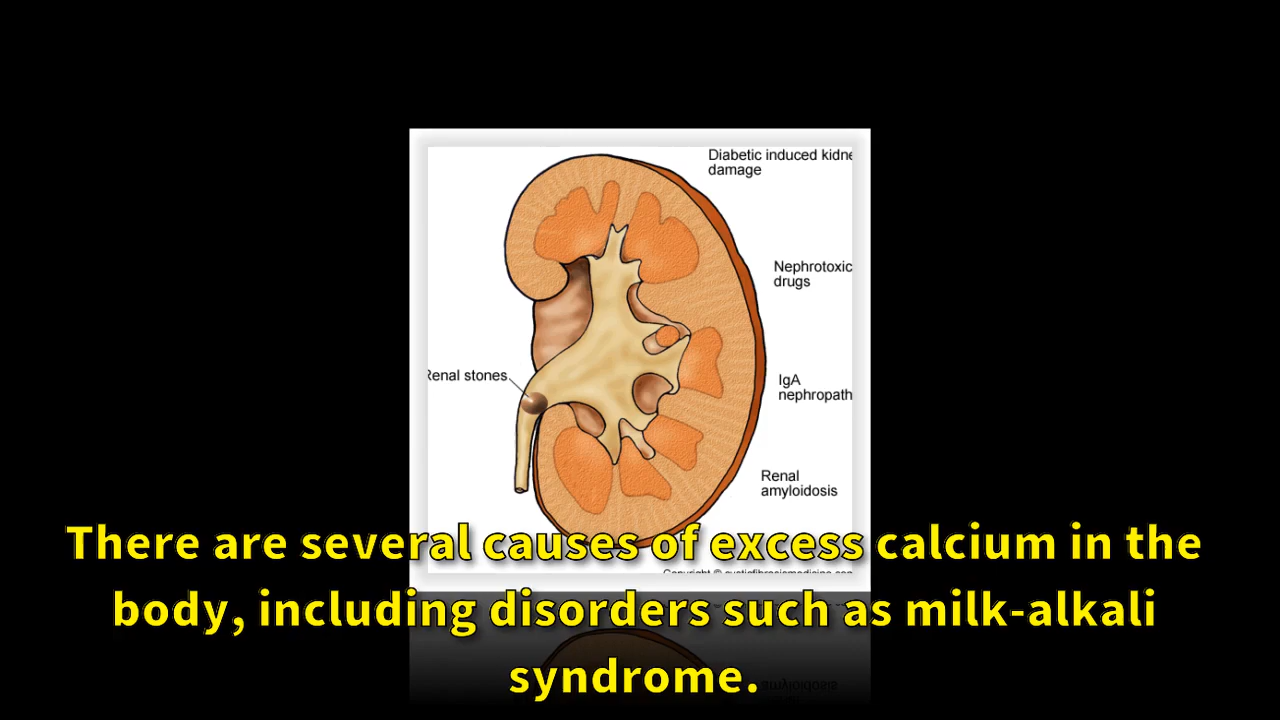 Diabetic induced kidne
damage
Nephrotoxic
drugs
Renal stones
IgA
nephropath
Renal
amyloidosis
There are several causes of excess calcium in the
body, including disorders such as milk-alkali
syndrome.